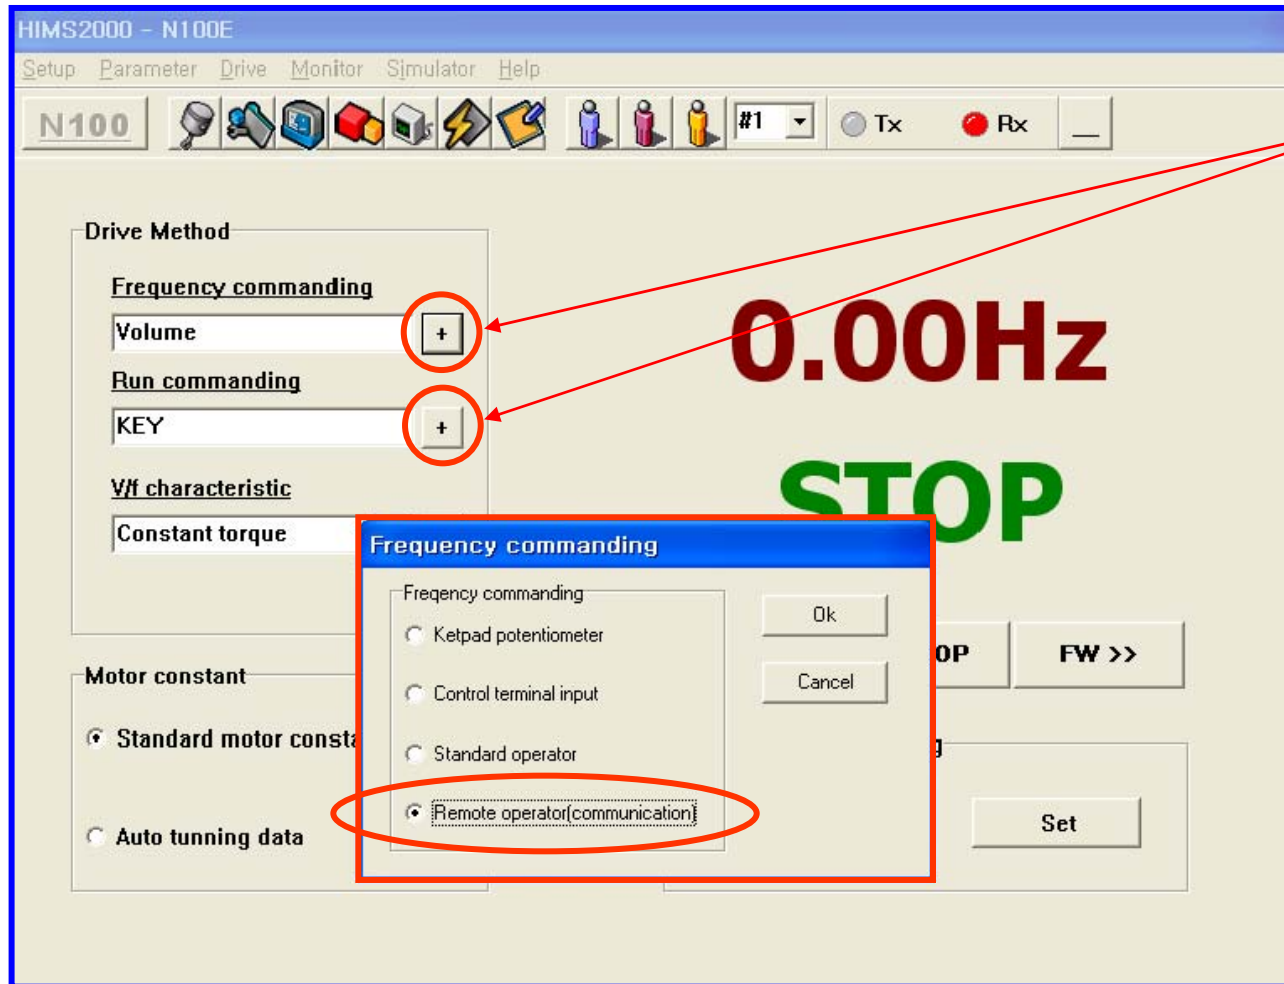 HIMS2000 - N100E
Setup Parameter Drive Monitor Simulator Help
N100 #1 Tx Rx
Drive Method
Frequency commanding
Volume +
Run commanding
KEY +
V/f characteristic
Constant torque
0.00Hz
STOP
Frequency commanding
Freqency commanding
Ketpad potentiometer
Control terminal input
Standard operator
Remote operator(communication)
Ok
Cancel
OP FW >>
Motor constant
Standard motor consta
Auto tunning data
g
Set